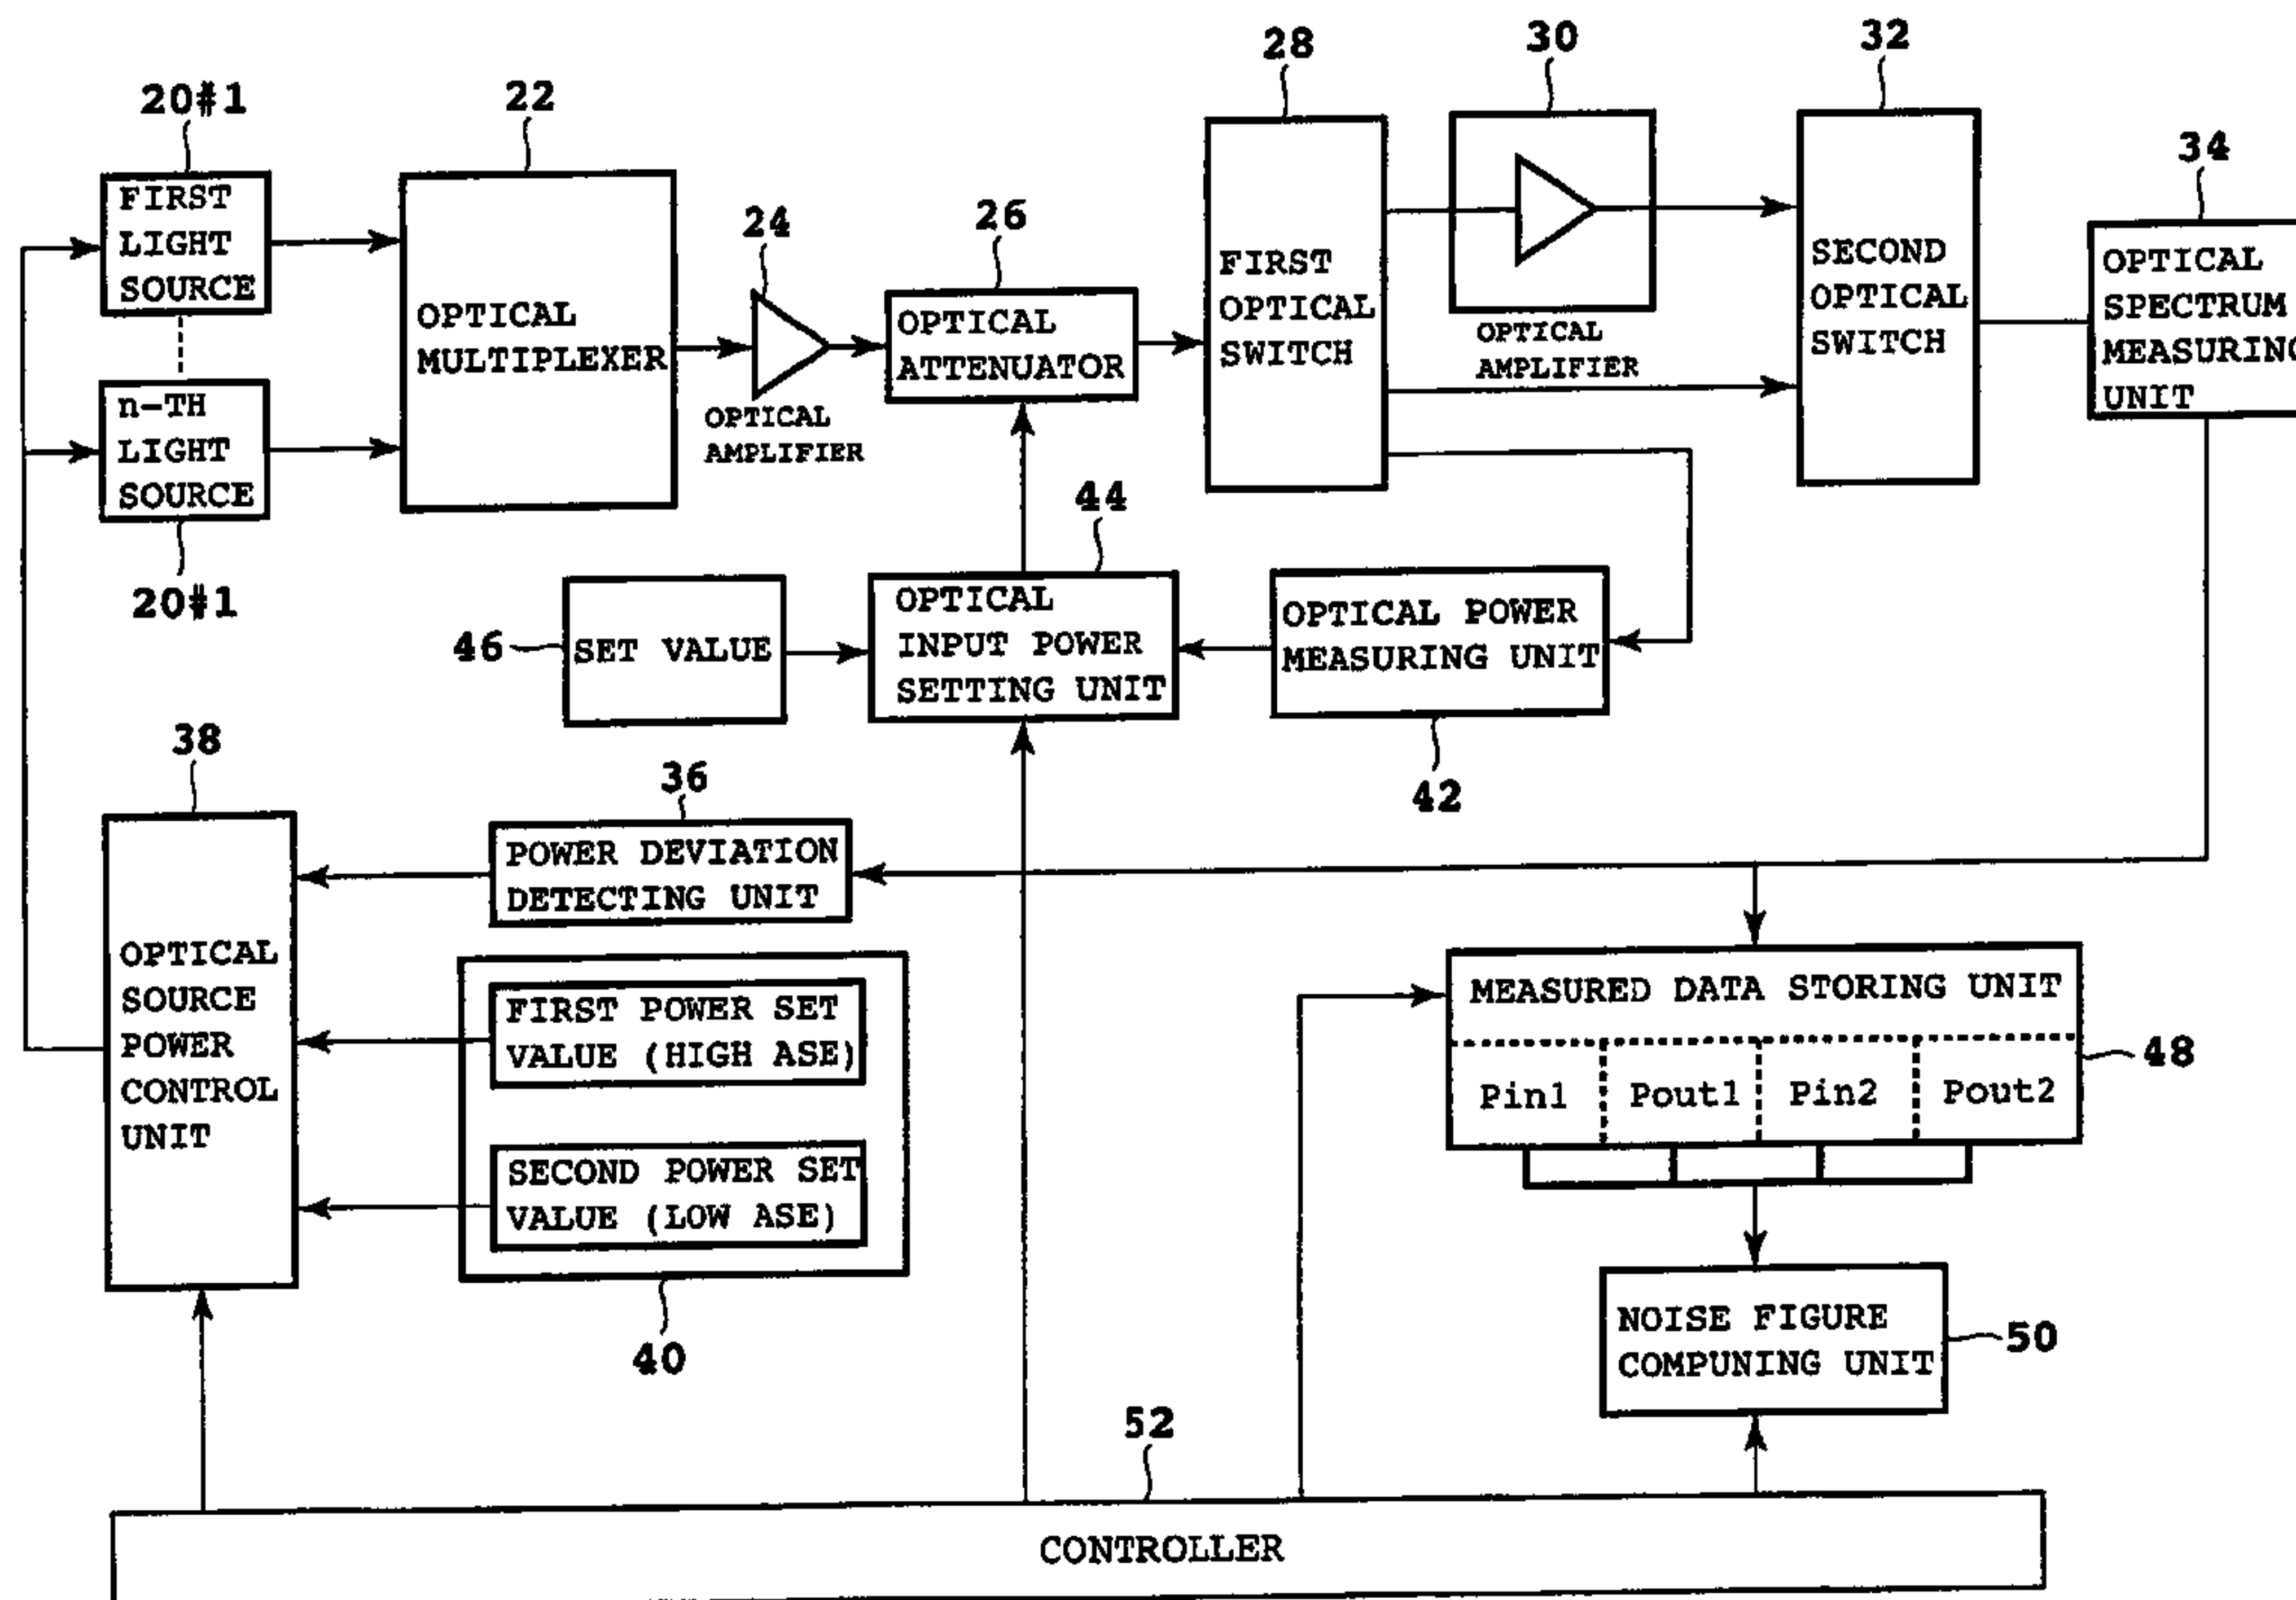 20#1
22
24
26
28
30
32
34
FIRST
LIGHT
SOURCE
n-TH
LIGHT
SOURCE
20#1
OPTICAL
MULTIPLEXER
OPTICAL
AMPLIFIER
OPTICAL
ATTENUATOR
FIRST
OPTICAL
SWITCH
OPTICAL
AMPLIFIER
SECOND
OPTICAL
SWITCH
OPTICAL
SPECTRUM
MEASURING
UNIT
46
SET VALUE
44
OPTICAL
INPUT POWER
SETTING UNIT
OPTICAL POWER
MEASURING UNIT
42
38
OPTICAL
SOURCE
POWER
CONTROL
UNIT
36
POWER DEVIATION
DETECTING UNIT
FIRST POWER SET
VALUE (HIGH ASE)
SECOND POWER SET
VALUE (LOW ASE)
40
MEASURED DATA STORING UNIT
Pin1 Pout1 Pin2 Pout2
48
NOISE FIGURE
COMPUNING UNIT
50
52
CONTROLLER